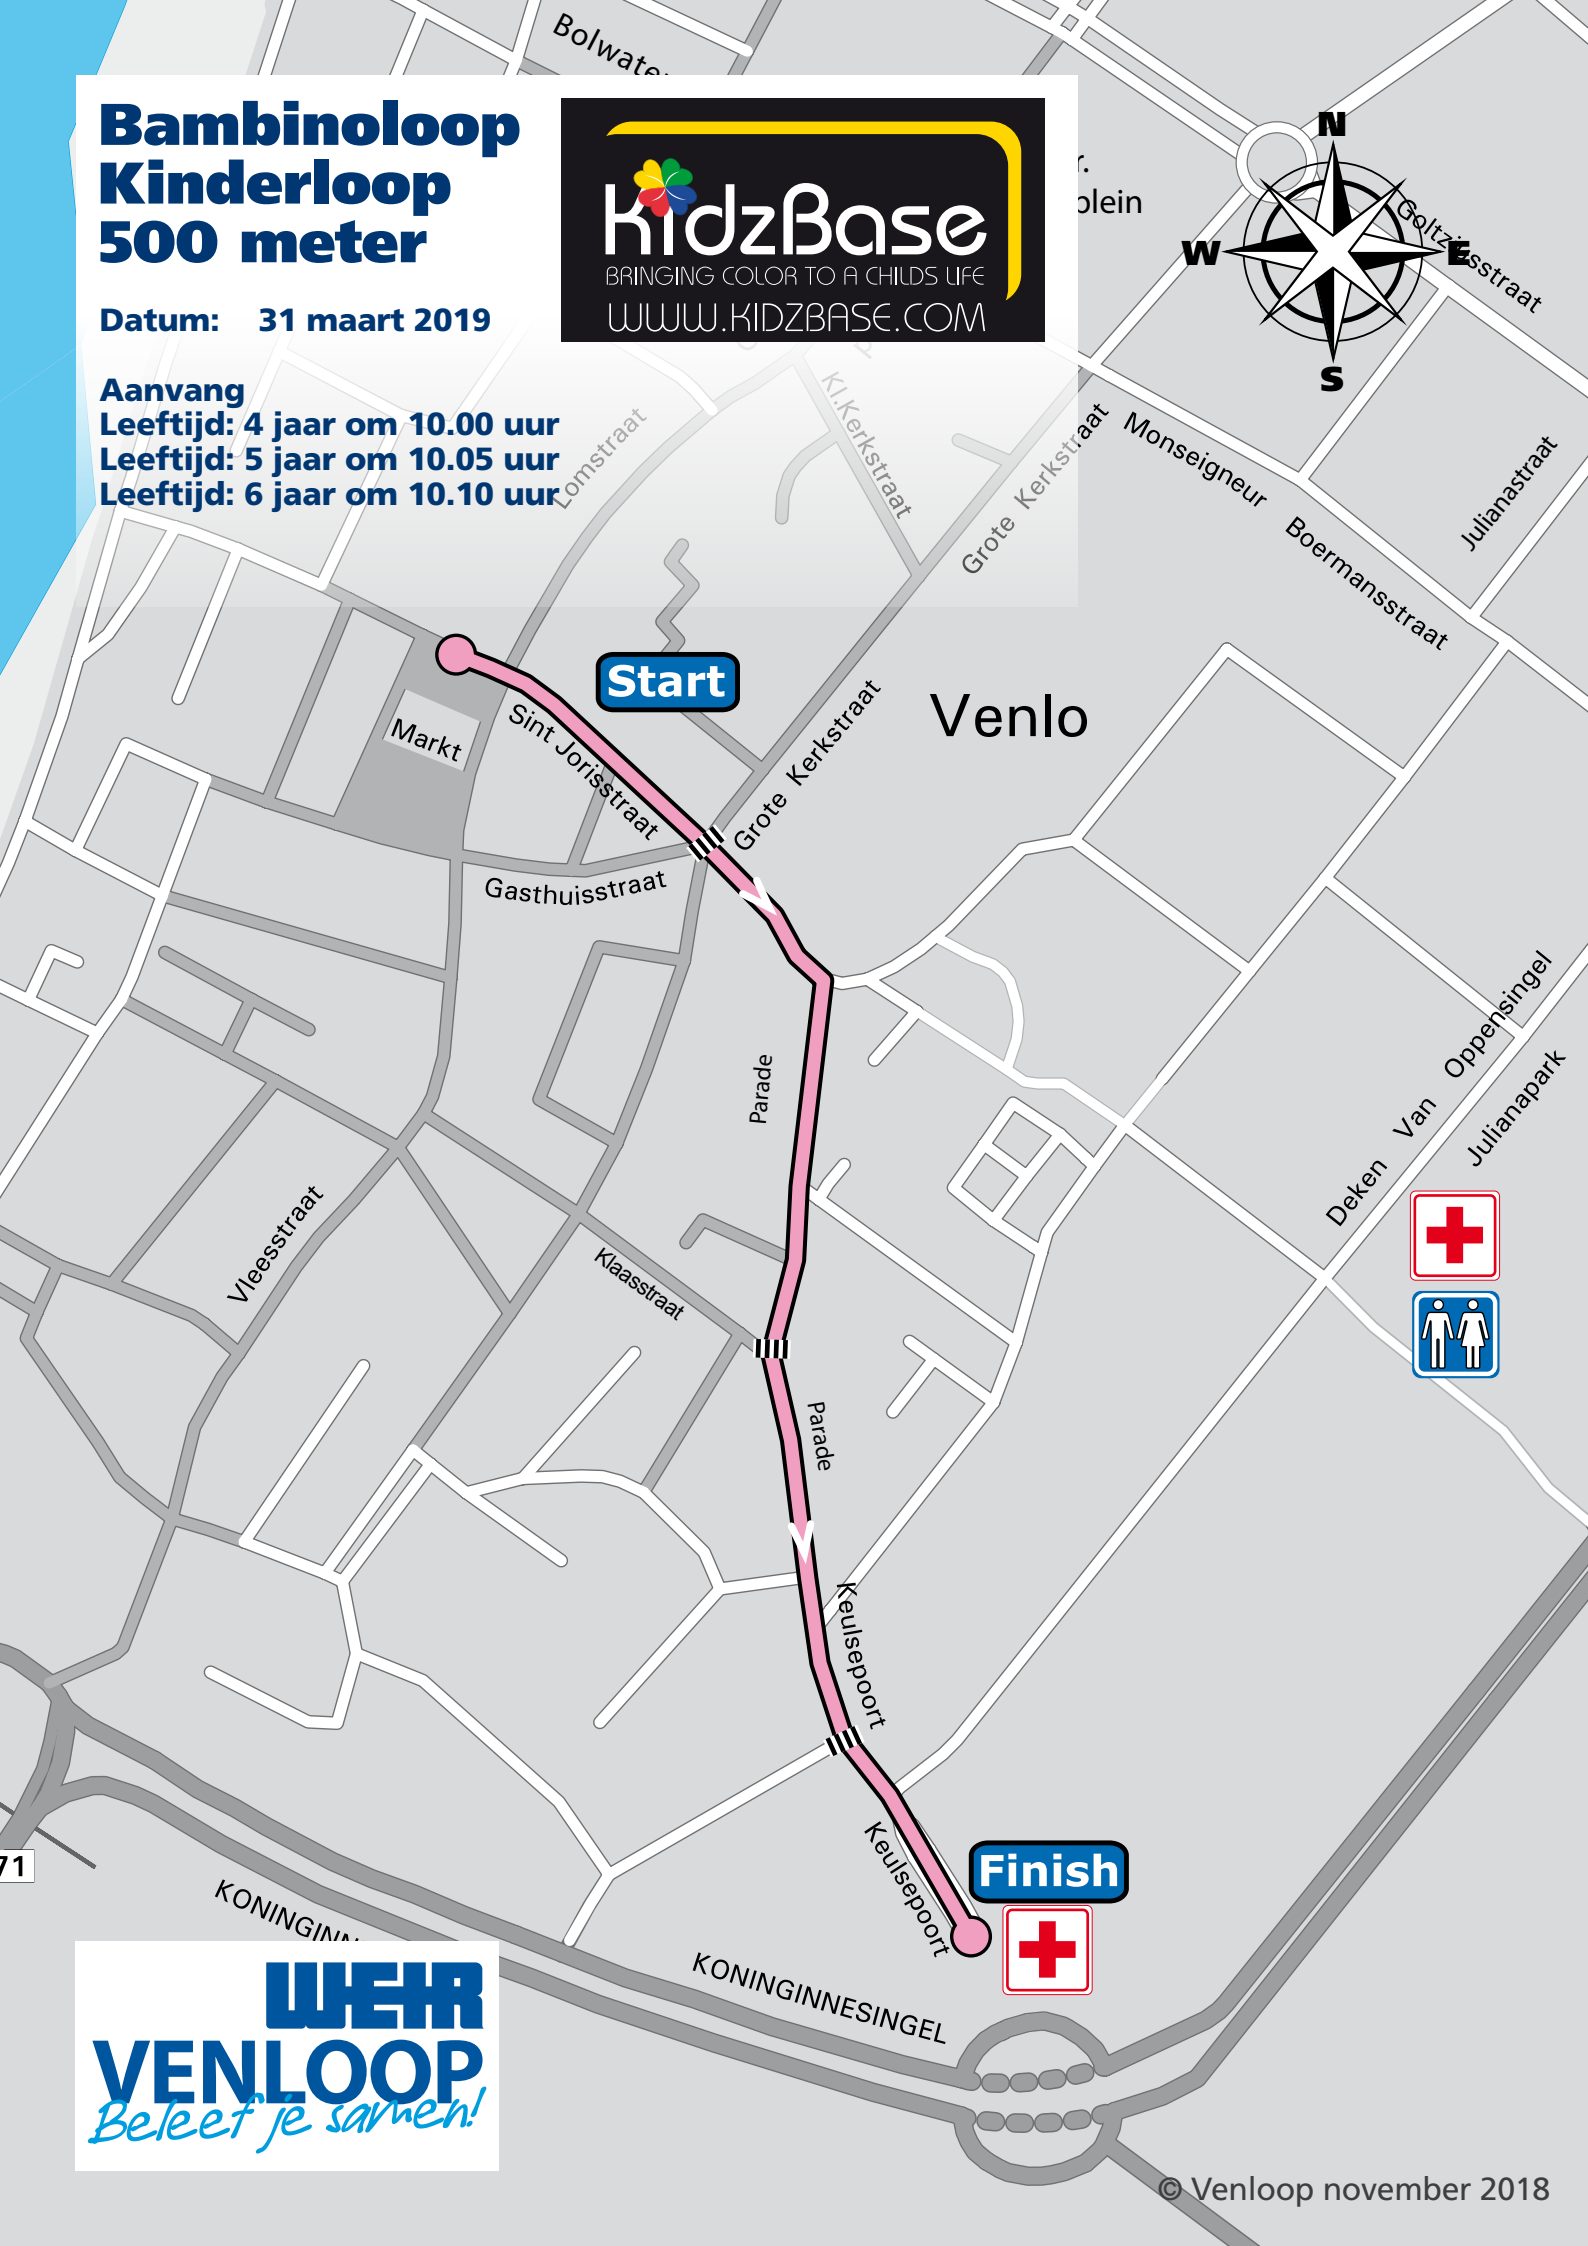 Bolwate
Bambinoloop
Kinderloop
500 meter
Datum: 31 maart 2019
Aanvang
Leeftijd: 4 jaar om 10.00 uur
Leeftijd: 5 jaar om 10.05 uur
Leeftijd: 6 jaar om 10.10 uur
KidzBase
BRINGING COLOR TO A CHILDS LIFE
WWW.KIDZBASE.COM
r.
plein
N
W
E
S
Goltziusstraat
Lomstraat
Kl.Kerkstraat
Grote Kerkstraat
Monseigneur Boermansstraat
Julianastraat
Start
Markt
Sint Jorisstraat
Grote Kerkstraat
Venlo
Gasthuisstraat
Parade
Deken Van Oppensingel
Julianapark
Vleesstraat
Klaasstraat
Parade
Keulsepoort
Keulsepoort
Finish
71
KONINGINN
KONINGINNESINGEL
WEIR
VENLOOP
Beleef je samen!
© Venloop november 2018